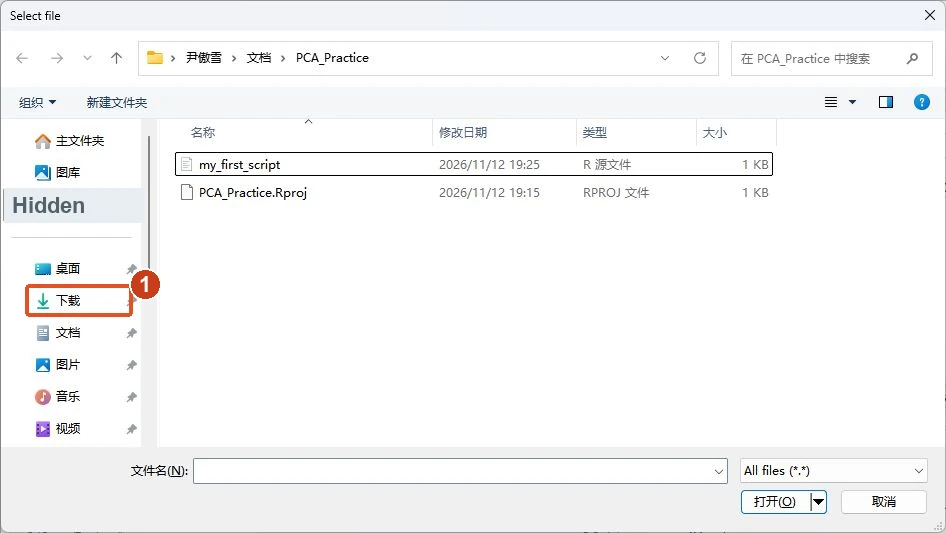 Select file
尹傲雪 文档 PCA_Practice
在 PCA_Practice 中搜索
组织 新建文件夹
主文件夹
图库
Hidden
桌面
下载
1
文档
图片
音乐
视频
名称 修改日期 类型 大小
my_first_script 2026/11/12 19:25 R 源文件 1 KB
PCA_Practice.Rproj 2026/11/12 19:15 RPROJ 文件 1 KB
文件名(N):
All files (*.*)
打开(O) 取消